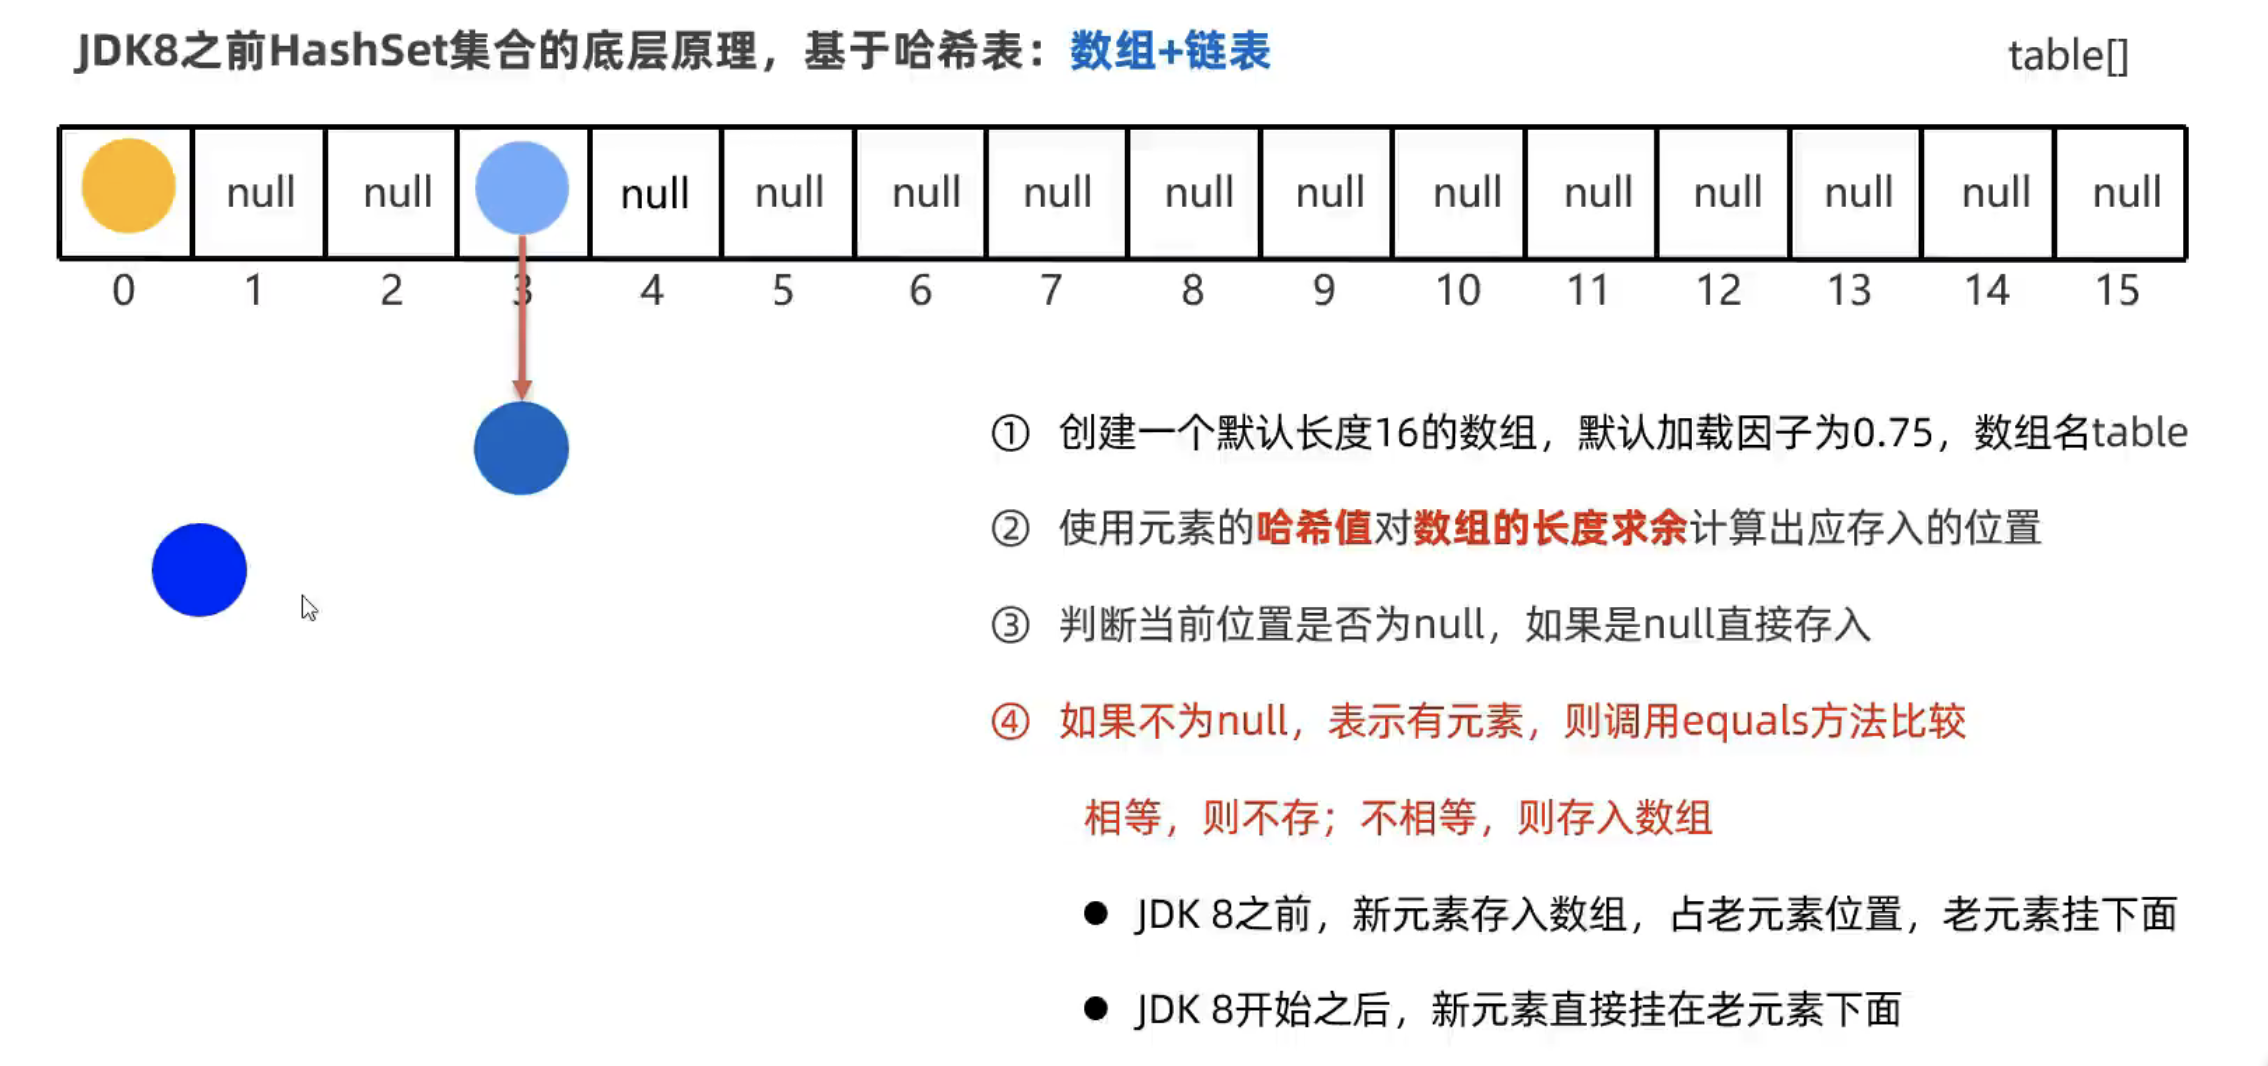 JDK8之前HashSet集合的底层原理，基于哈希表：数组+链表
table[]
null null null null null null null null null null null null null null
0 1 2 3 4 5 6 7 8 9 10 11 12 13 14 15
① 创建一个默认长度16的数组，默认加载因子为0.75，数组名table
② 使用元素的哈希值对数组的长度求余计算出应存入的位置
③ 判断当前位置是否为null，如果是null直接存入
④ 如果不为null，表示有元素，则调用equals方法比较
相等，则不存；不相等，则存入数组
● JDK 8之前，新元素存入数组，占老元素位置，老元素挂下面
● JDK 8开始之后，新元素直接挂在老元素下面